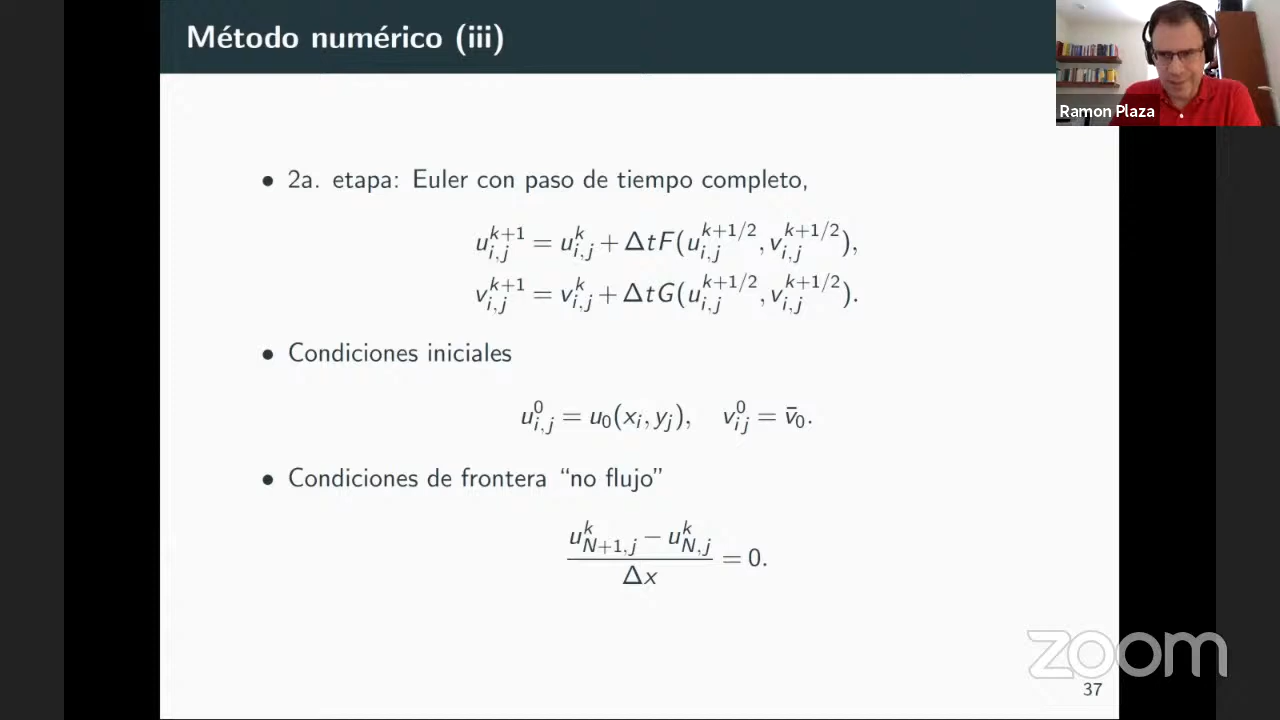 Método numérico (iii)
Ramon Plaza
• 2a. etapa: Euler con paso de tiempo completo,
u_{i,j}^{k+1} = u_{i,j}^{k} + ΔtF(u_{i,j}^{k+1/2}, v_{i,j}^{k+1/2}),
v_{i,j}^{k+1} = v_{i,j}^{k} + ΔtG(u_{i,j}^{k+1/2}, v_{i,j}^{k+1/2}).
• Condiciones iniciales
u_{i,j}^{0} = u_0(x_i, y_j), v_{ij}^{0} = v̄_0.
• Condiciones de frontera “no flujo”
\frac{u_{N+1,j}^{k} − u_{N,j}^{k}}{Δx} = 0.
zoom
37